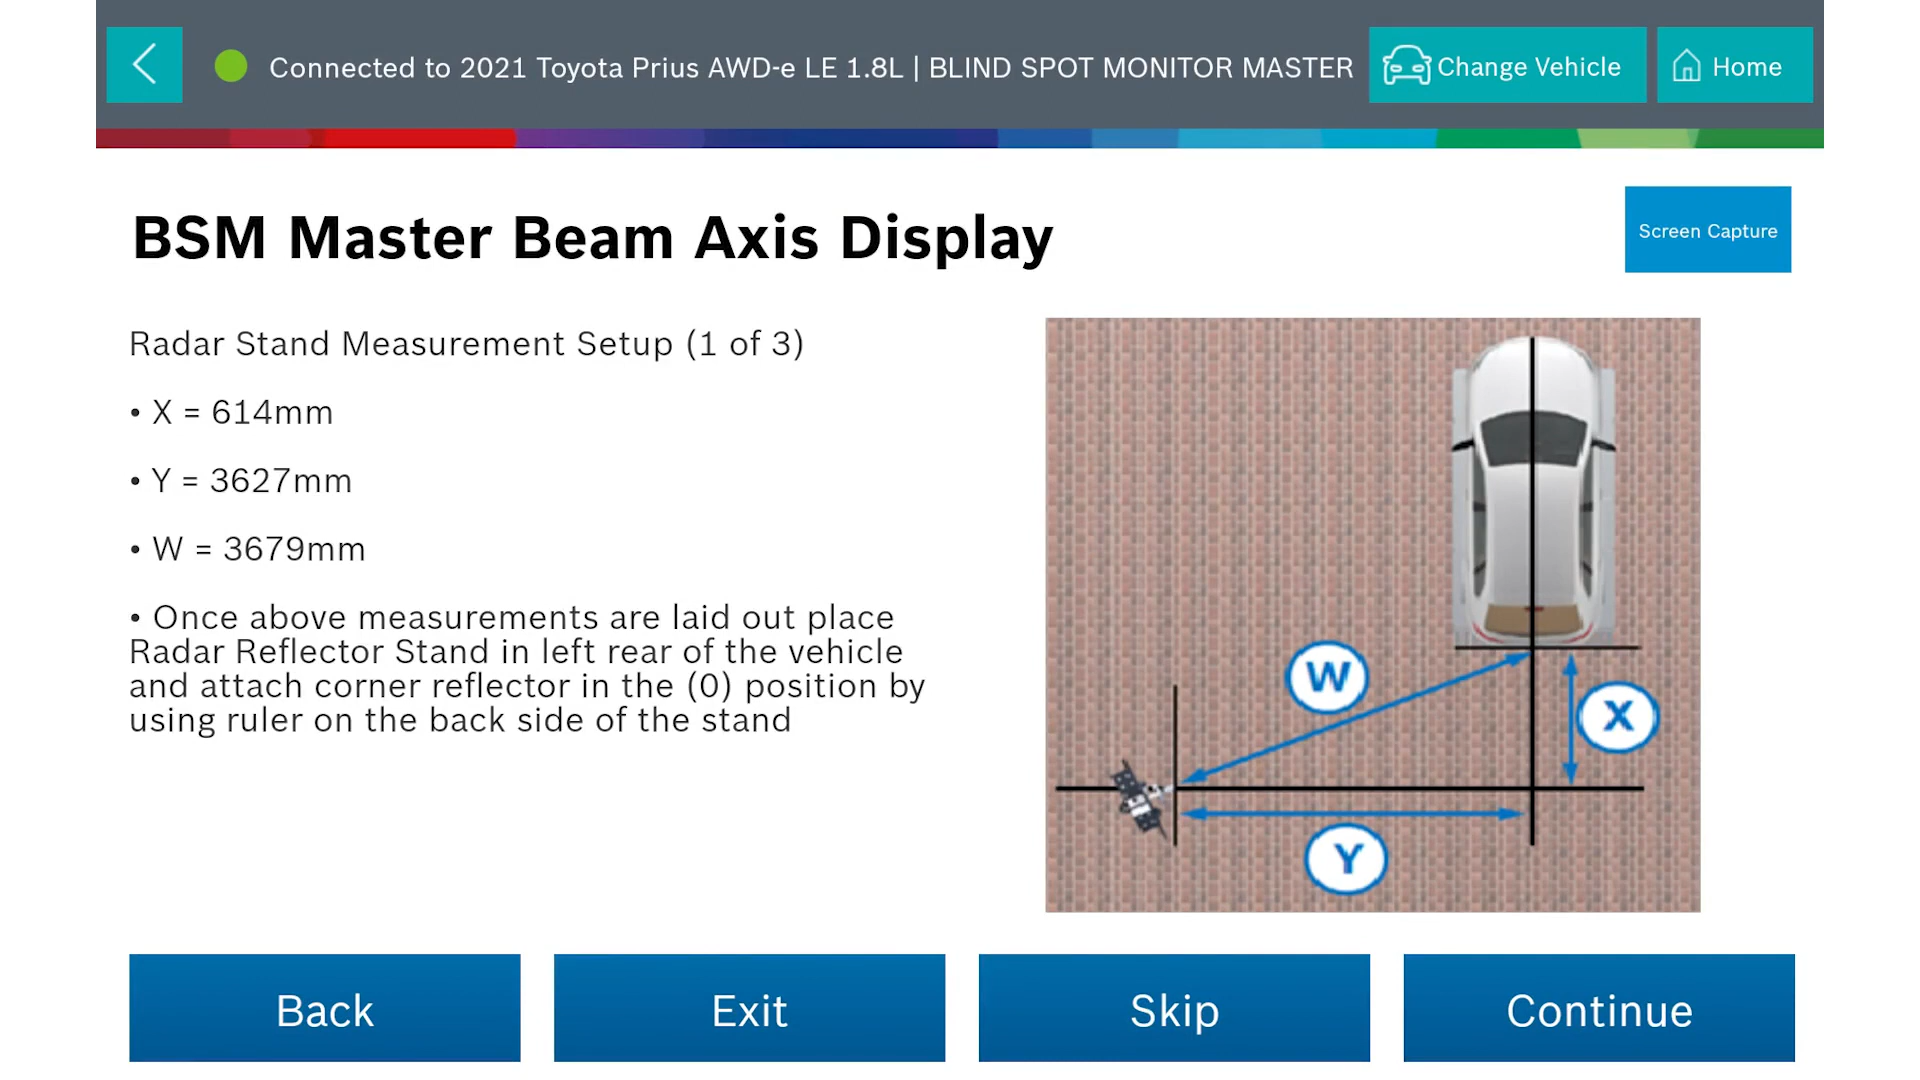 Connected to 2021 Toyota Prius AWD-e LE 1.8L | BLIND SPOT MONITOR MASTER
Change Vehicle
Home
BSM Master Beam Axis Display
Screen Capture
Radar Stand Measurement Setup (1 of 3)
• X = 614mm
• Y = 3627mm
• W = 3679mm
• Once above measurements are laid out place
Radar Reflector Stand in left rear of the vehicle
and attach corner reflector in the (0) position by
using ruler on the back side of the stand
W
X
Y
Back
Exit
Skip
Continue